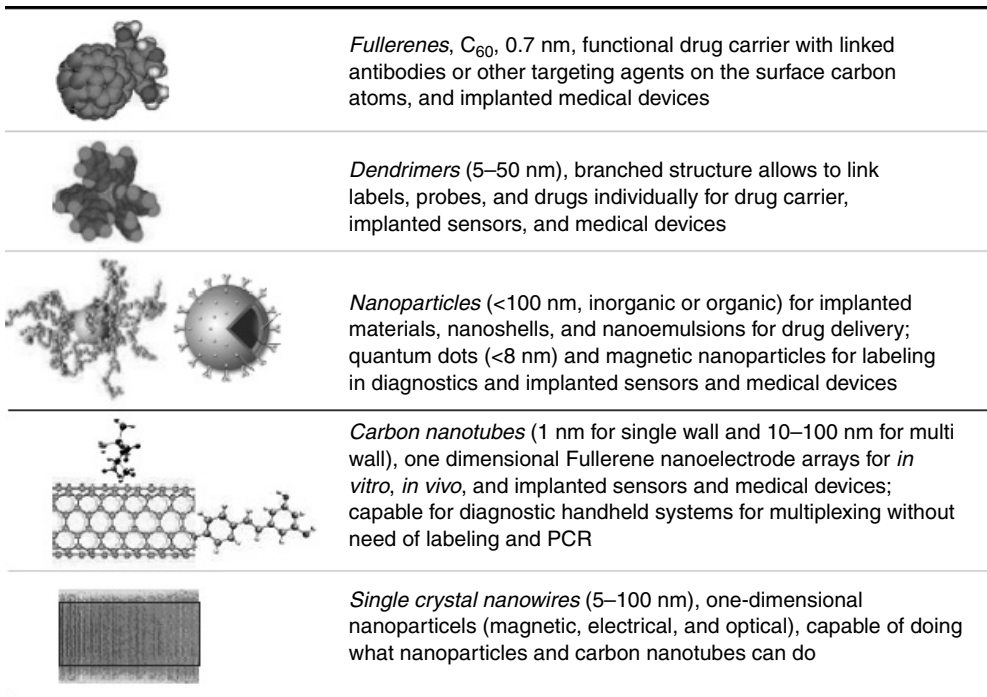 Fullerenes, C60, 0.7 nm, functional drug carrier with linked
antibodies or other targeting agents on the surface carbon
atoms, and implanted medical devices
Dendrimers (5–50 nm), branched structure allows to link
labels, probes, and drugs individually for drug carrier,
implanted sensors, and medical devices
Nanoparticles (<100 nm, inorganic or organic) for implanted
materials, nanoshells, and nanoemulsions for drug delivery;
quantum dots (<8 nm) and magnetic nanoparticles for labeling
in diagnostics and implanted sensors and medical devices
Carbon nanotubes (1 nm for single wall and 10–100 nm for multi
wall), one dimensional Fullerene nanoelectrode arrays for in
vitro, in vivo, and implanted sensors and medical devices;
capable for diagnostic handheld systems for multiplexing without
need of labeling and PCR
Single crystal nanowires (5–100 nm), one-dimensional
nanoparticels (magnetic, electrical, and optical), capable of doing
what nanoparticles and carbon nanotubes can do